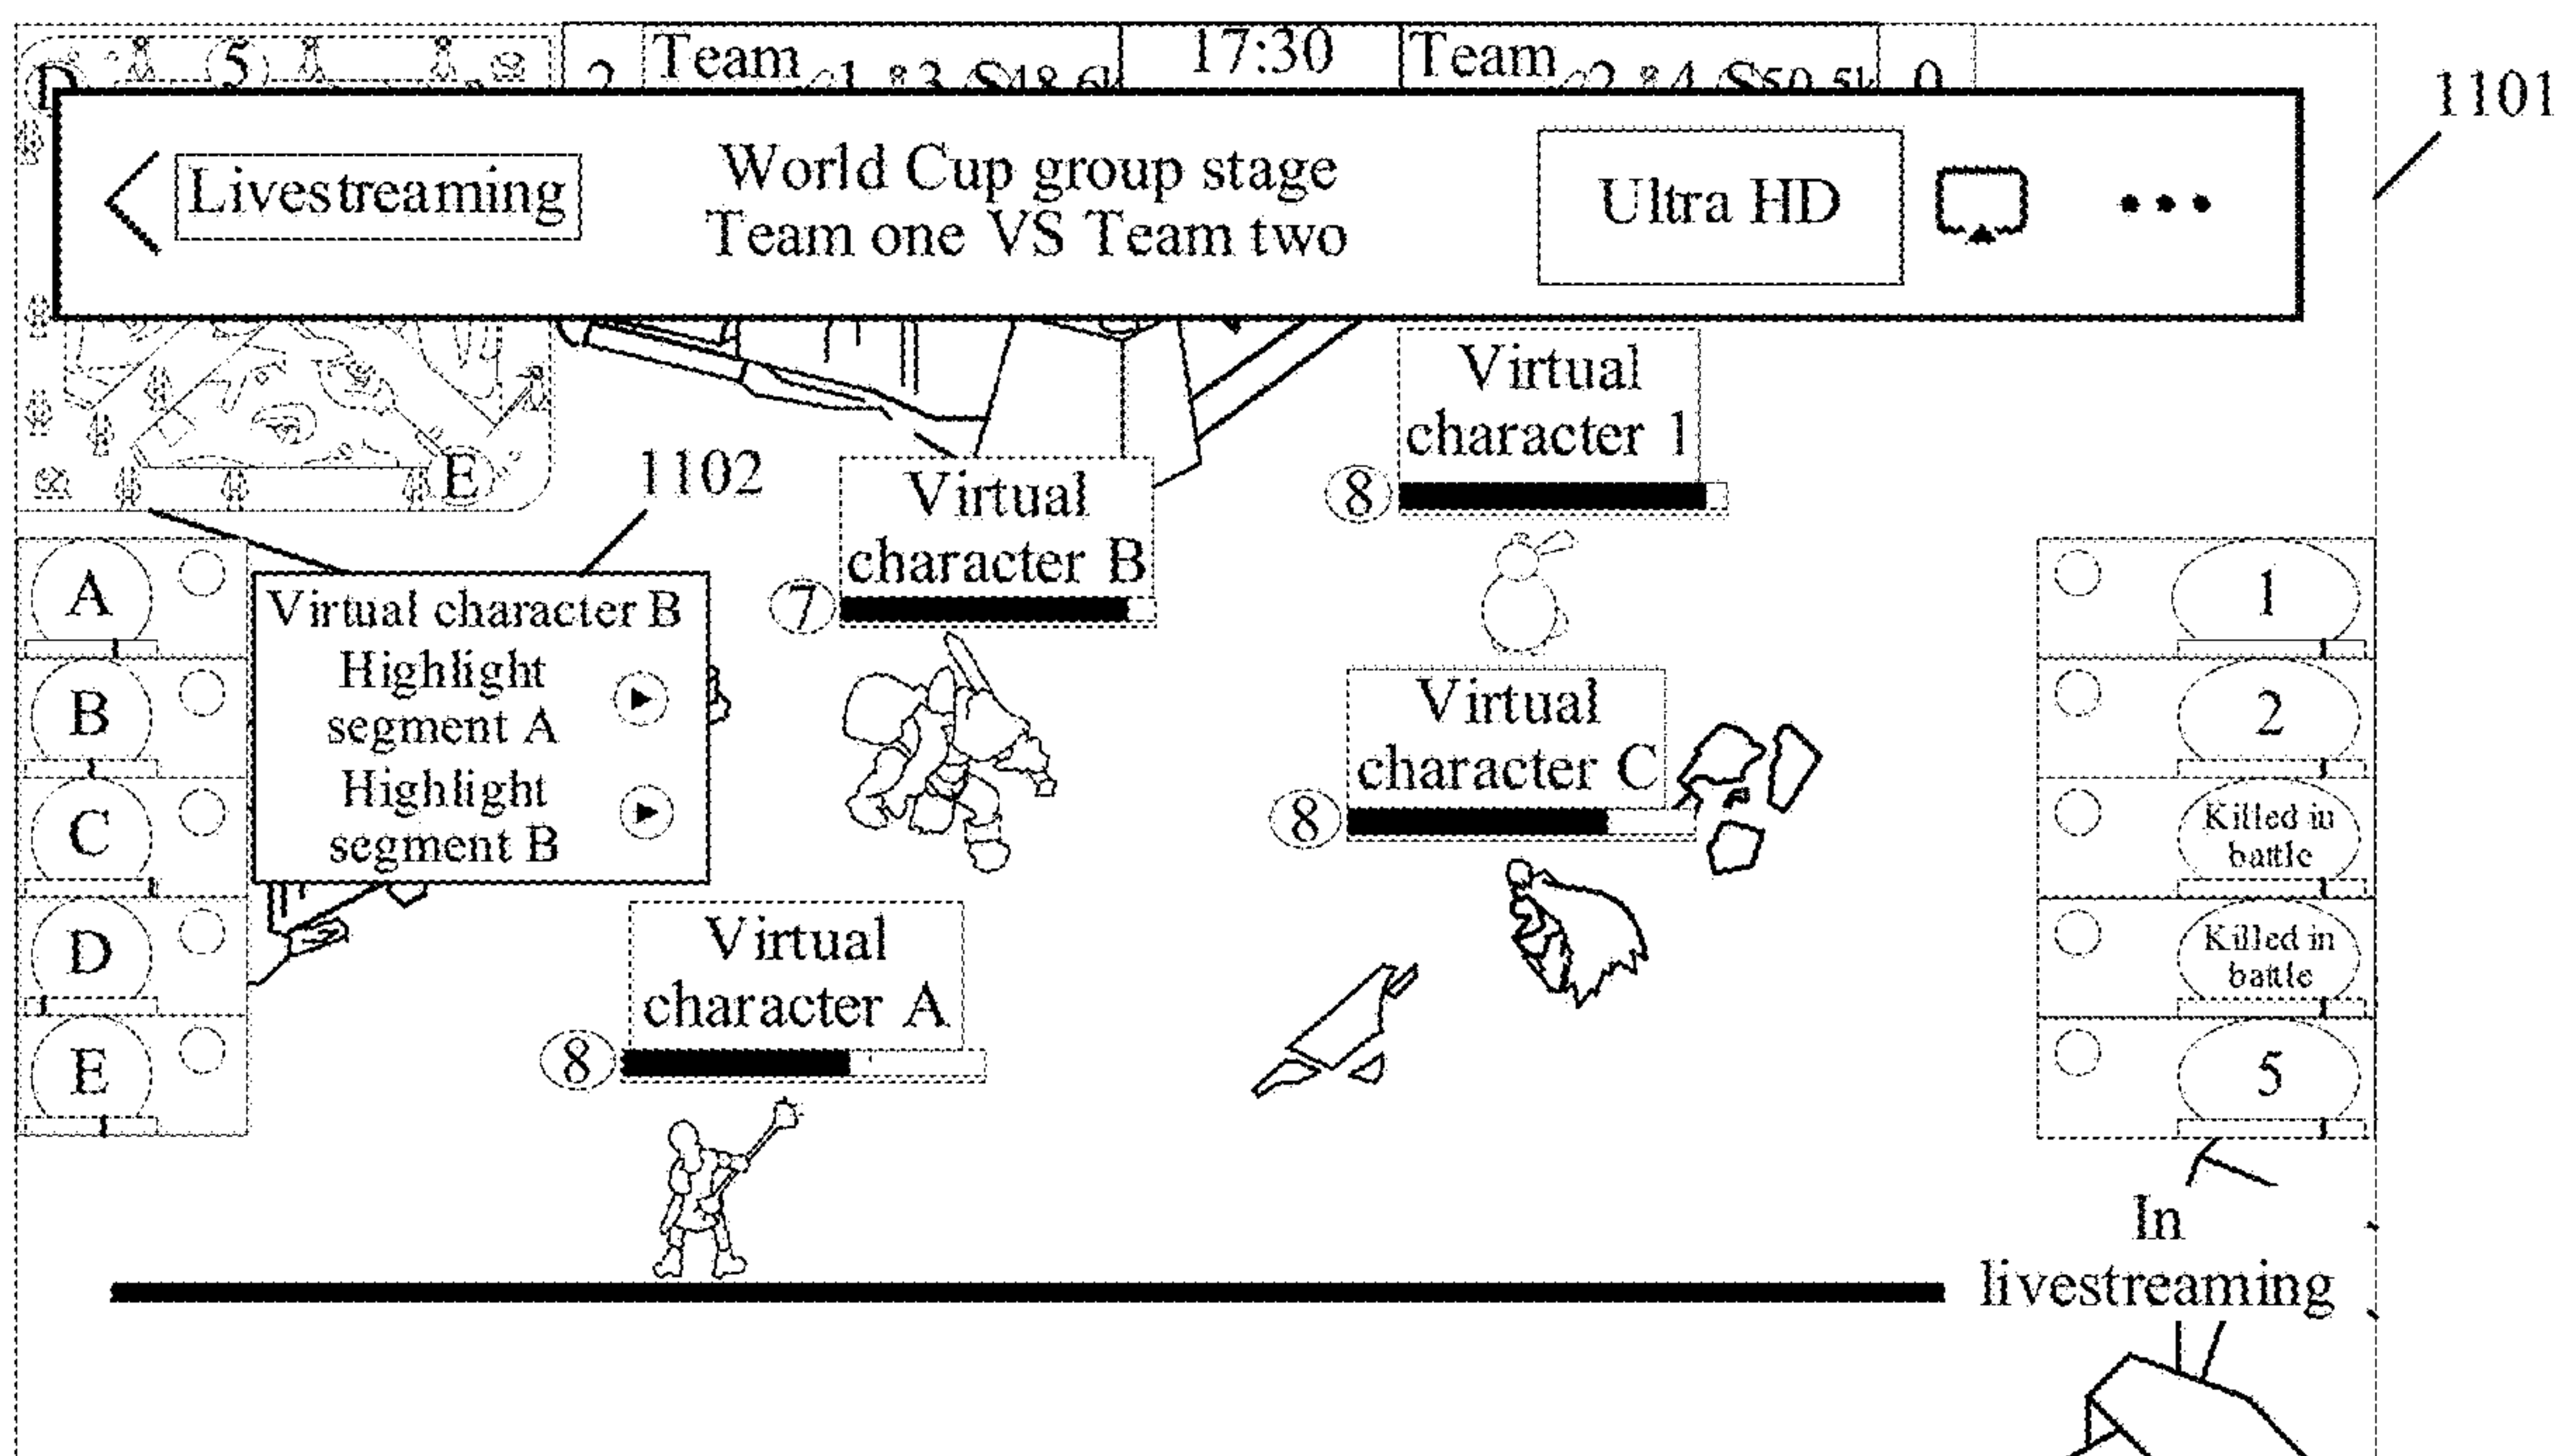 5
Team
17:30
Team
1101
Livestreaming
World Cup group stage
Team one VS Team two
Ultra HD
Virtual
character 1
8
E
1102
Virtual
character B
7
A
B
C
D
E
Virtual character B
Highlight
segment A
Highlight
segment B
Virtual
character C
8
Virtual
character A
8
1
2
Killed in
battle
Killed in
battle
5
In
livestreaming